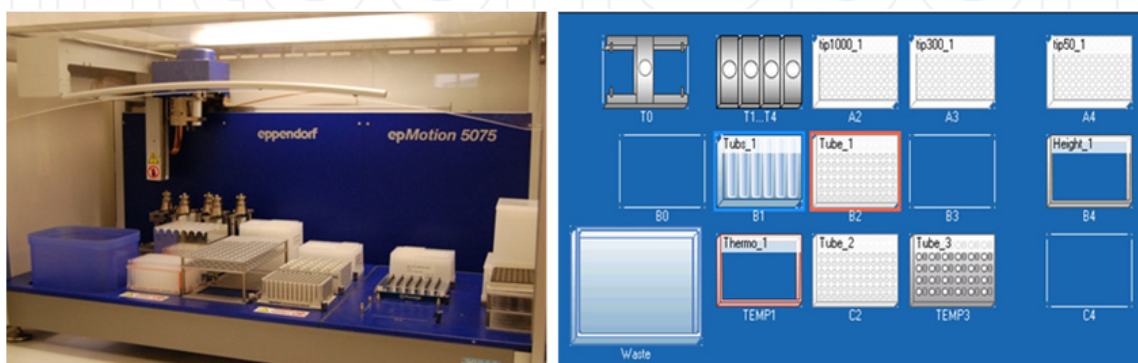 eppendorf
epMotion 5075
T0
T1...T4
tip1000_1
A2
tip300_1
A3
tip50_1
A4
B0
Tubs_1
B1
Tube_1
B2
B3
Height_1
B4
Waste
Thermo_1
TEMP1
Tube_2
C2
Tube_3
TEMP3
C4